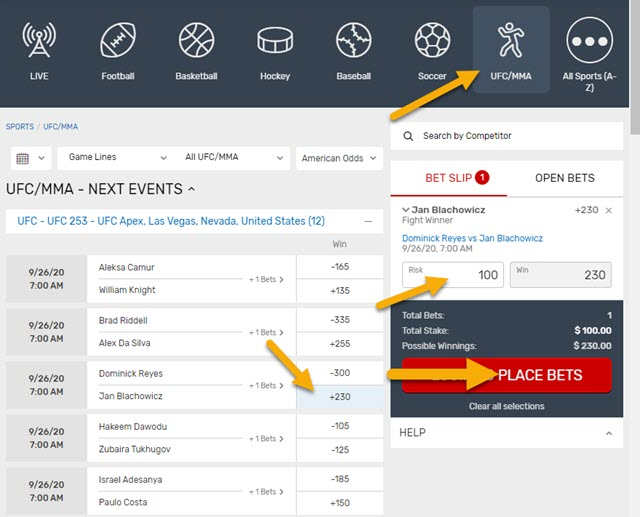 LIVE
Football
Basketball
Hockey
Baseball
Soccer
UFC/MMA
All Sports (A-
Z)
SPORTS / UFC/MMA
Game Lines
All UFC/MMA
American Odds
UFC/MMA - NEXT EVENTS
UFC - UFC 253 - UFC Apex, Las Vegas, Nevada, United States (12)
Win
9/26/20
7:00 AM
Aleksa Camur
-165
+ 1 Bets
William Knight
+135
9/26/20
7:00 AM
Brad Riddell
-335
+ 1 Bets
Alex Da Silva
+255
9/26/20
7:00 AM
Dominick Reyes
-300
+ 1 Bets
Jan Blachowicz
+230
9/26/20
7:00 AM
Hakeem Dawodu
-105
+ 1 Bets
Zubaira Tukhugov
-125
9/26/20
7:00 AM
Israel Adesanya
-185
+ 1 Bets
Paulo Costa
+150
Search by Competitor
BET SLIP 1
OPEN BETS
Jan Blachowicz +230
Fight Winner
Dominick Reyes vs Jan Blachowicz
9/26/20, 7:00 AM
Risk 100
Win 230
Total Bets: 1
Total Stake: $ 100.00
Possible Winnings: $ 230.00
PLACE BETS
Clear all selections
HELP